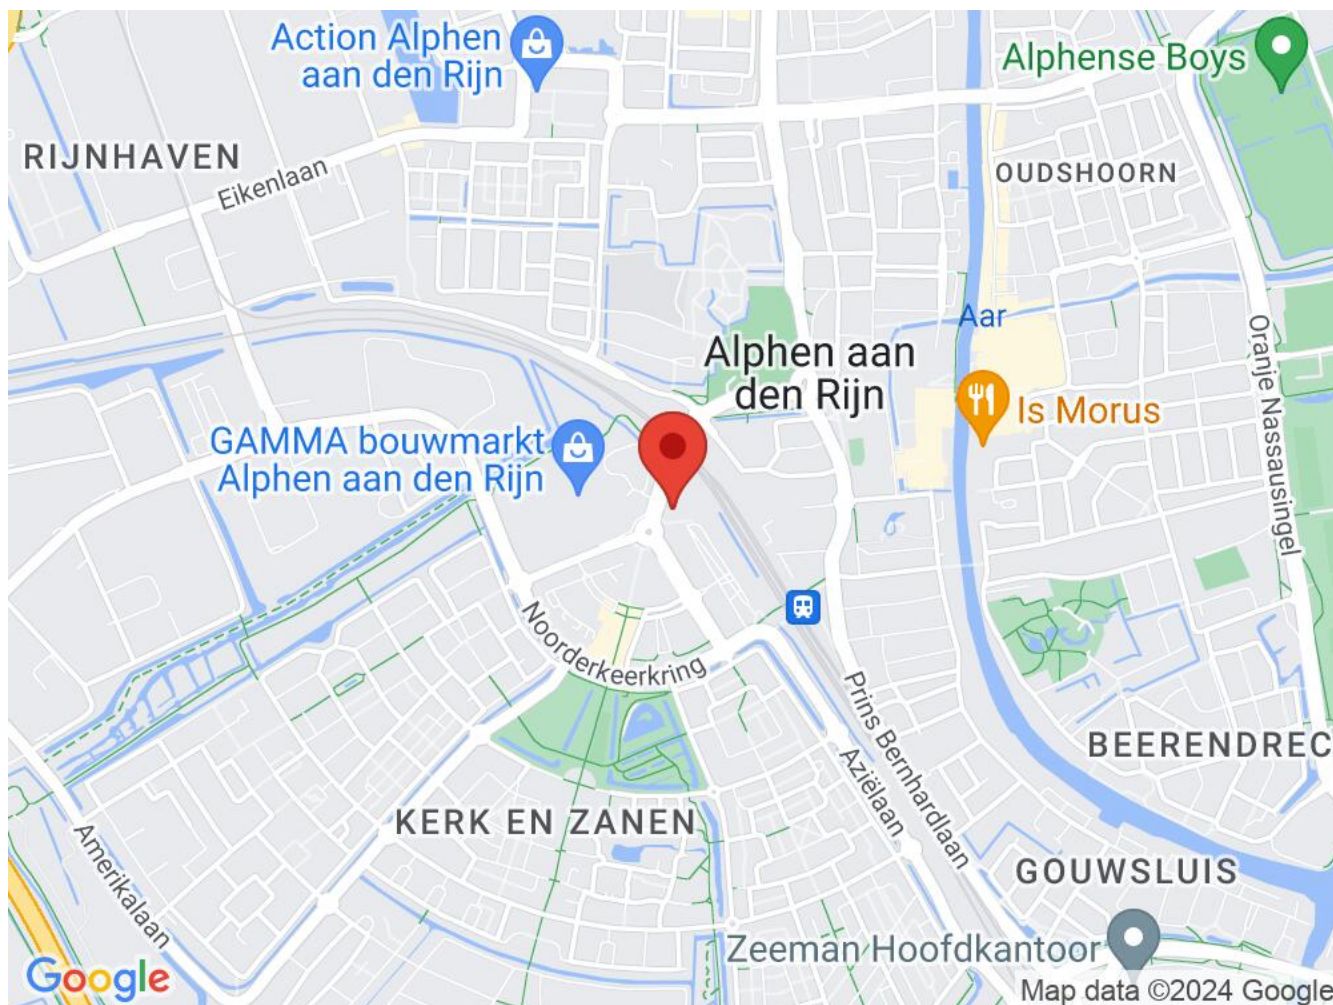 Action Alphen
aan den Rijn
Alphense Boys
RIJNHAVEN
Eikenlaan
OUDSHOORN
Aar
Alphen aan
den Rijn
Oranje Nassausingel
Is Morus
GAMMA bouwmarkt
Alphen aan den Rijn
Noorderkeerkring
Prins Bernhardlaan
Aziëlaan
BEERENDREC
KERK EN ZANEN
Amerikalaan
GOUWSLUIS
Zeeman Hoofdkantoor
Google
Map data ©2024 Google